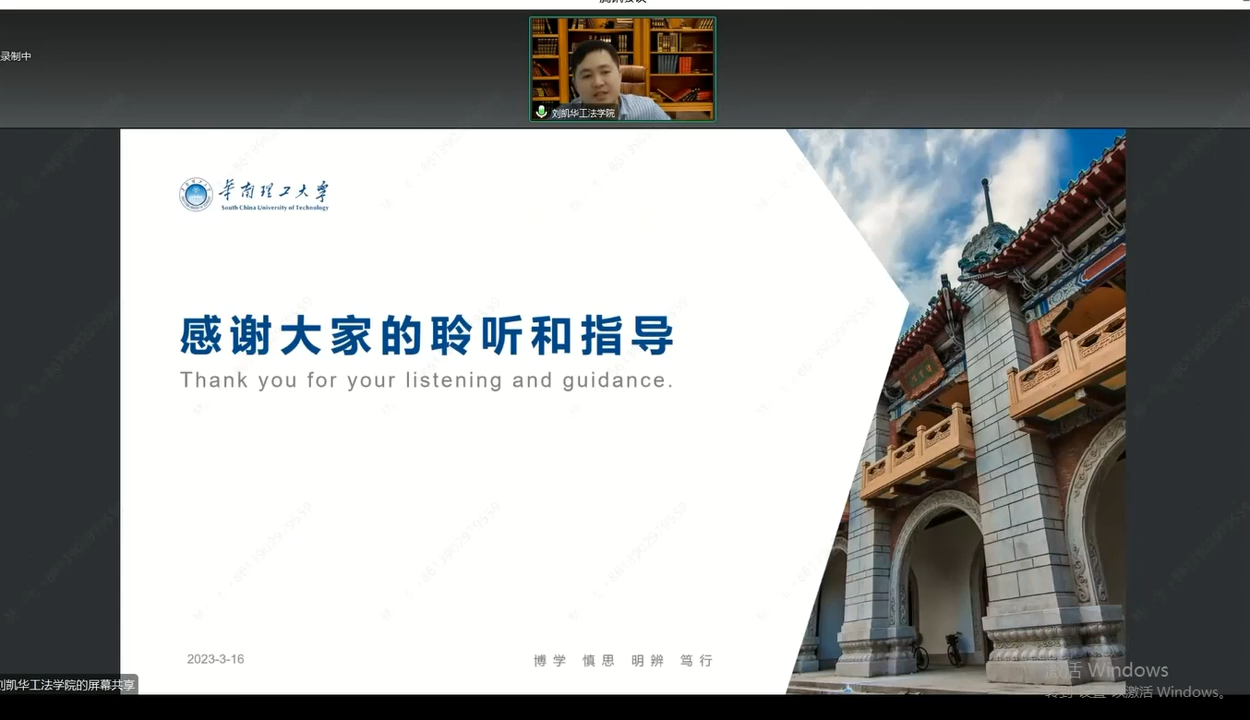 录制中
刘凯华工法学院
华南理工大学
South China University of Technology
感谢大家的聆听和指导
Thank you for your listening and guidance.
2023-3-16
博学 慎思 明辨 笃行
刘凯华工法学院的屏幕共享
激活 Windows
转到"设置"以激活 Windows。